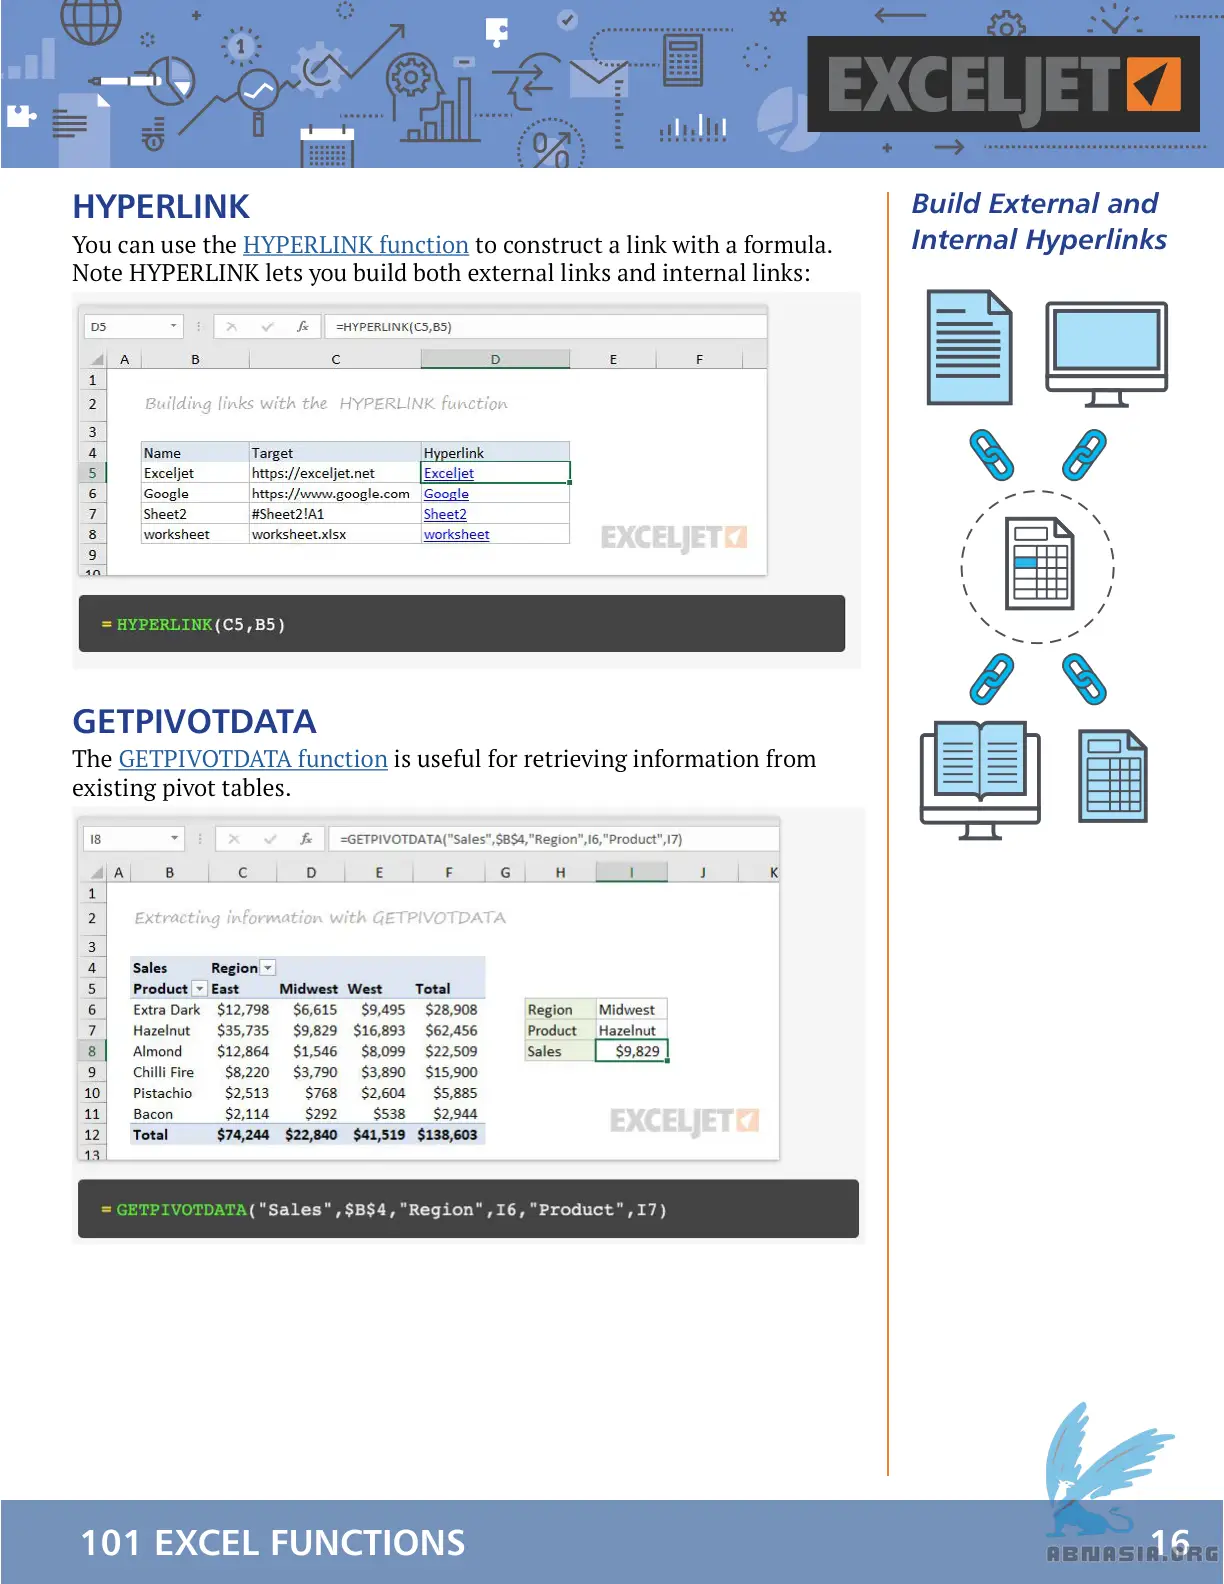 EXCELJET
HYPERLINK
You can use the HYPERLINK function to construct a link with a formula.
Note HYPERLINK lets you build both external links and internal links:
D5 fx =HYPERLINK(C5,B5)
A B C D E F
1
2 Building links with the HYPERLINK function
3
4 Name Target Hyperlink
5 Exceljet https://exceljet.net Exceljet
6 Google https://www.google.com Google
7 Sheet2 #Sheet2!A1 Sheet2
8 worksheet worksheet.xlsx worksheet
EXCELJET
9
10
= HYPERLINK(C5,B5)
GETPIVOTDATA
The GETPIVOTDATA function is useful for retrieving information from
existing pivot tables.
I8 fx =GETPIVOTDATA("Sales",$B$4,"Region",I6,"Product",I7)
A B C D E F G H I J K
1
2 Extracting information with GETPIVOTDATA
3
4 Sales Region
5 Product East Midwest West Total
6 Extra Dark $12,798 $6,615 $9,495 $28,908 Region Midwest
7 Hazelnut $35,735 $9,829 $16,893 $62,456 Product Hazelnut
8 Almond $12,864 $1,546 $8,099 $22,509 Sales $9,829
9 Chilli Fire $8,220 $3,790 $3,890 $15,900
10 Pistachio $2,513 $768 $2,604 $5,885
11 Bacon $2,114 $292 $538 $2,944
EXCELJET
12 Total $74,244 $22,840 $41,519 $138,603
13
= GETPIVOTDATA("Sales",$B$4,"Region",I6,"Product",I7)
Build External and
Internal Hyperlinks
101 EXCEL FUNCTIONS
16
ABNASIA.ORG